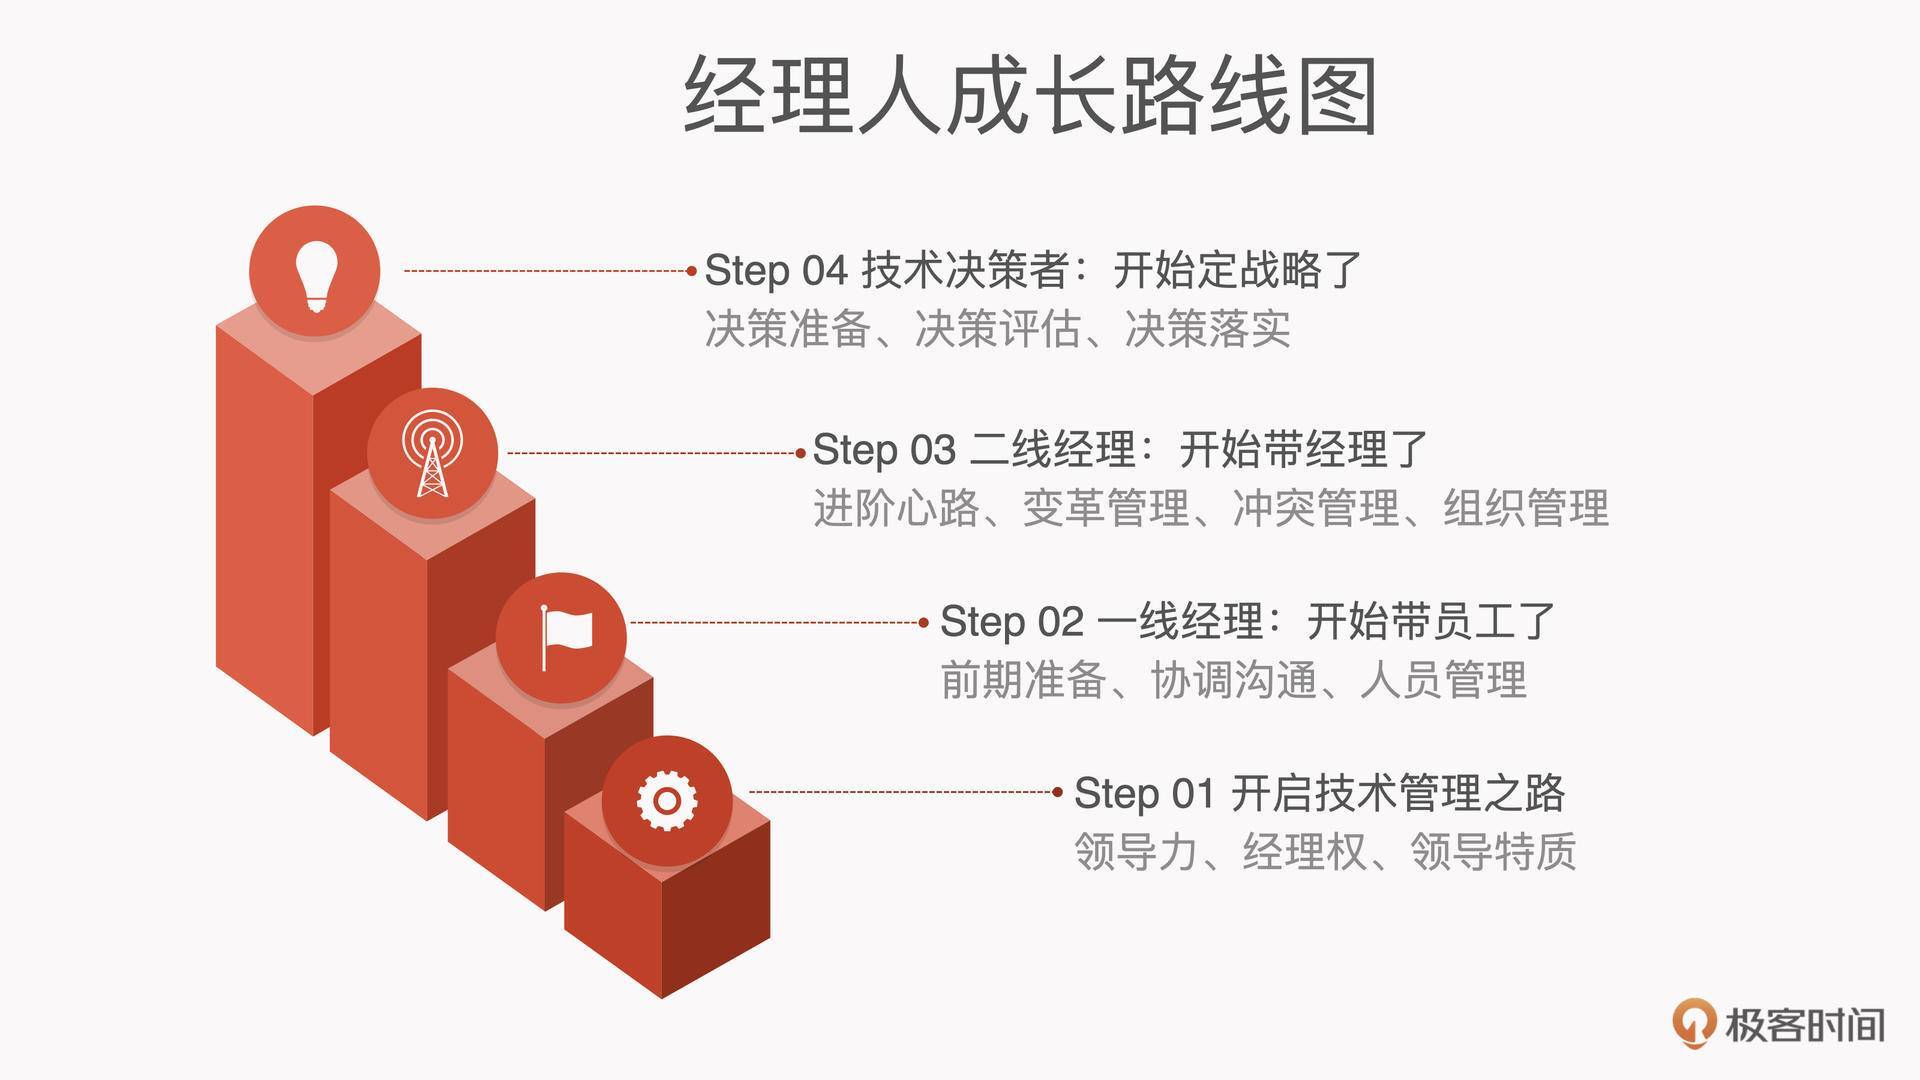 经理人成长路线图
Step 04 技术决策者：开始定战略了
决策准备、决策评估、决策落实
Step 03 二线经理：开始带经理了
进阶心路、变革管理、冲突管理、组织管理
Step 02 一线经理：开始带员工了
前期准备、协调沟通、人员管理
Step 01 开启技术管理之路
领导力、经理权、领导特质
极客时间